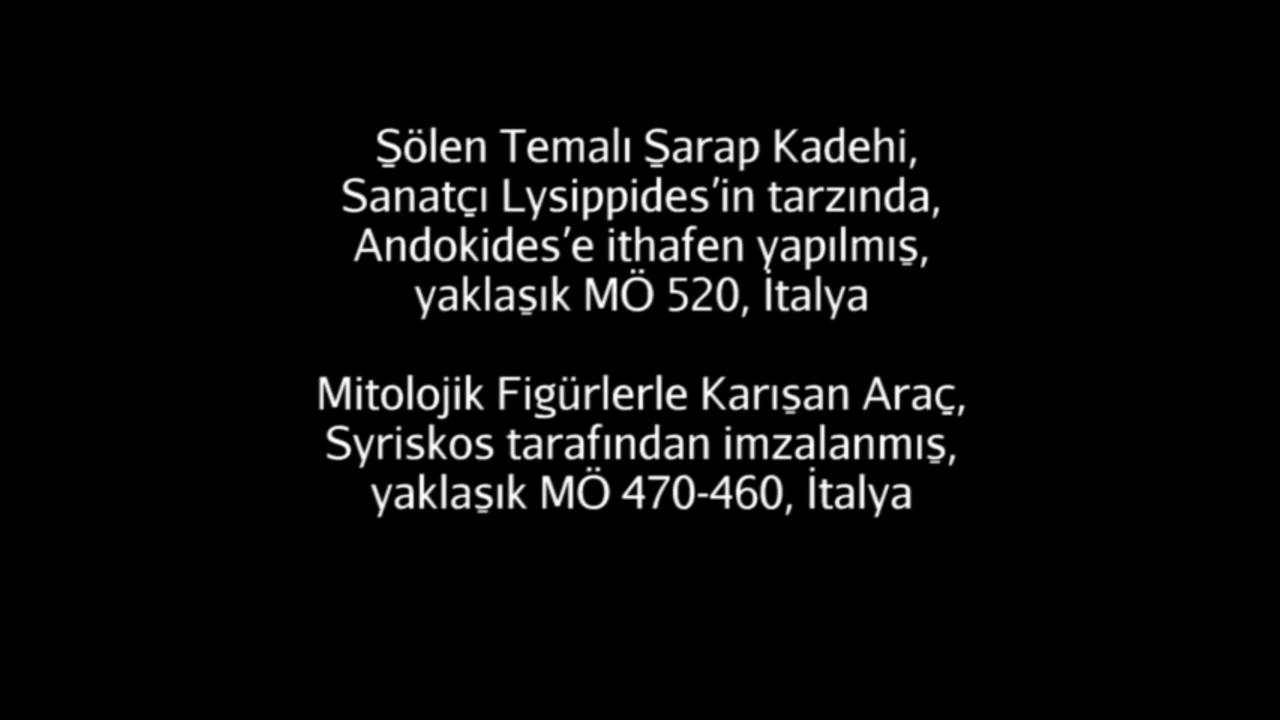 Şölen Temalı Şarap Kadehi,
Sanatçı Lysippides’in tarzında,
Andokides’e ithafen yapılmış,
yaklaşık MÖ 520, İtalya
Mitolojik Figürlerle Karışan Araç,
Syriskos tarafından imzalanmış,
yaklaşık MÖ 470-460, İtalya